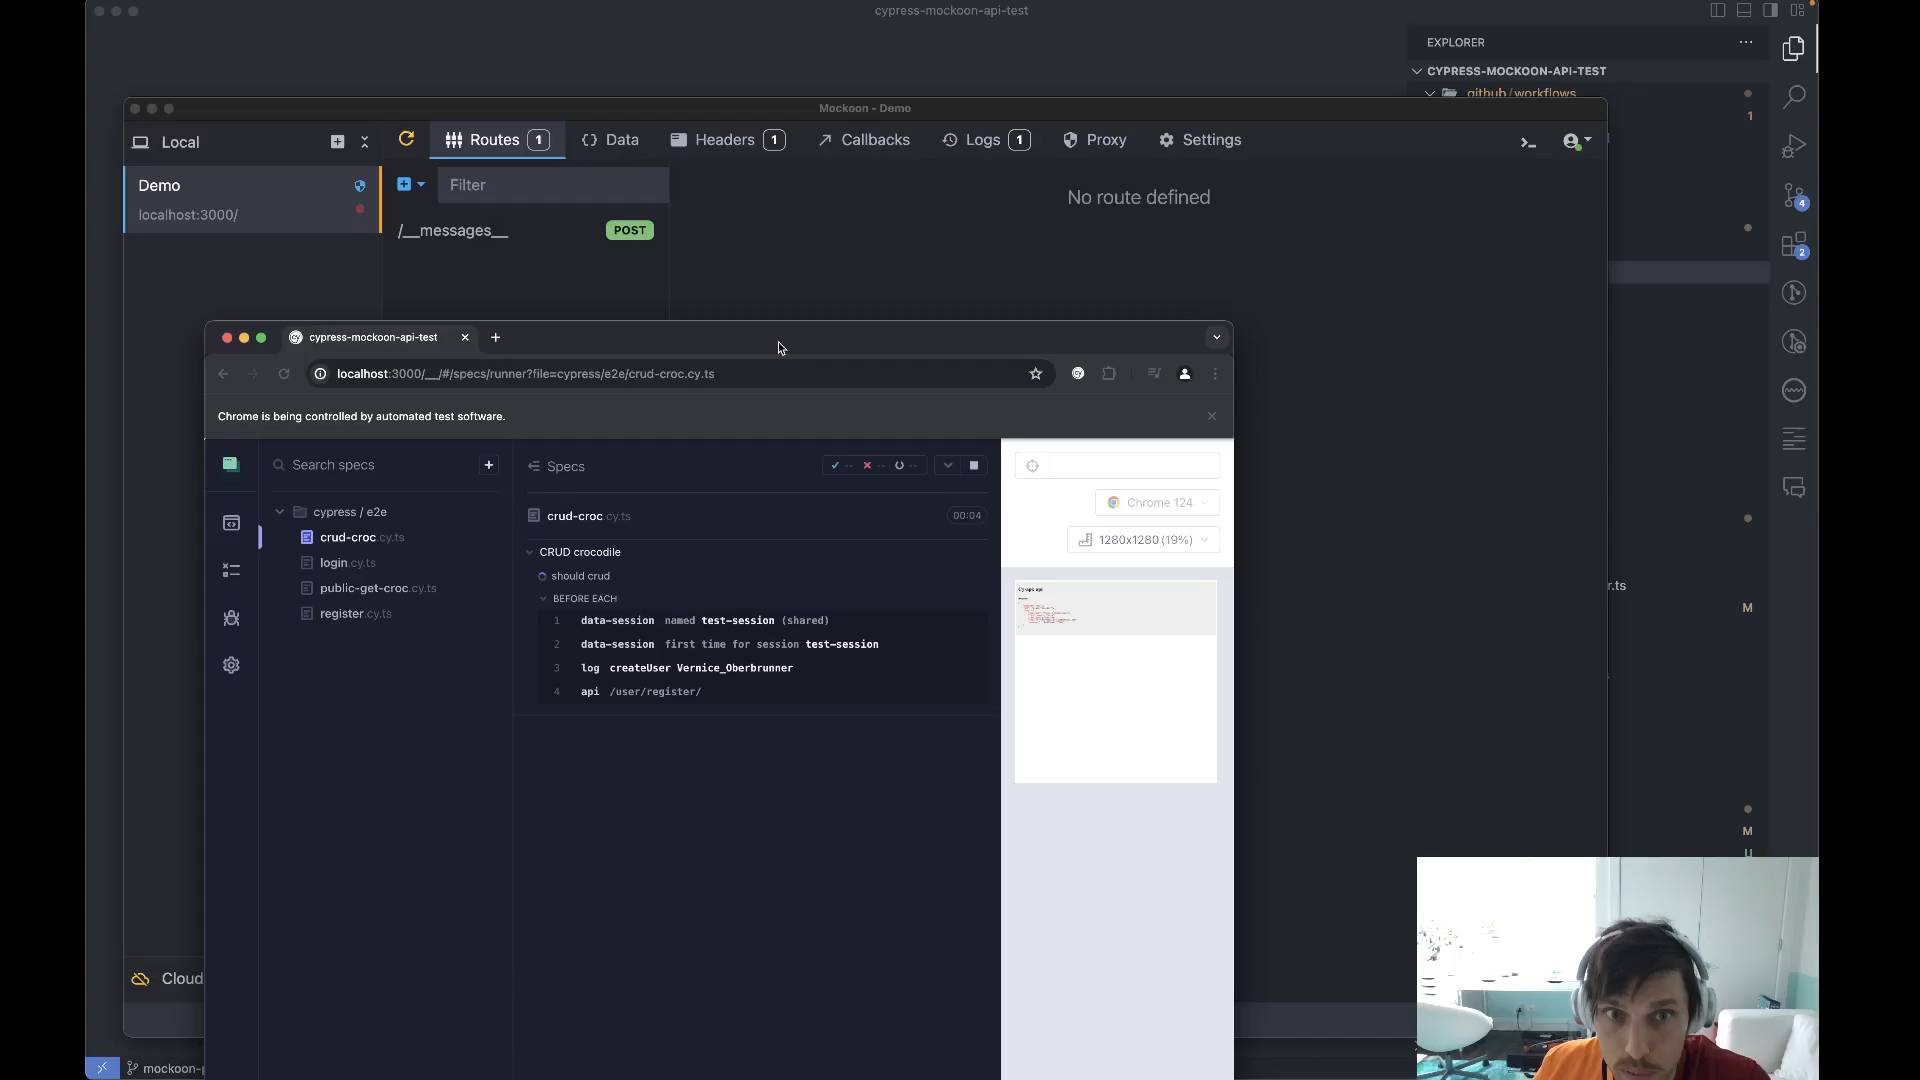 cypress-mockoon-api-test
EXPLORER
CYPRESS-MOCKOON-API-TEST
github/workflows
1
4
2
r.ts
M
M
U
Mockoon - Demo
Local
Routes 1
Data
Headers 1
Callbacks
Logs 1
Proxy
Settings
Demo
localhost:3000/
Filter
No route defined
/__messages__
POST
Cloud
cypress-mockoon-api-test
localhost:3000/__/#/specs/runner?file=cypress/e2e/crud-croc.cy.ts
Chrome is being controlled by automated test software.
Search specs
cypress / e2e
crud-croc.cy.ts
login.cy.ts
public-get-croc.cy.ts
register.cy.ts
Specs
-- -- --
crud-croc.cy.ts
00:04
CRUD crocodile
should crud
BEFORE EACH
1 data-session named test-session (shared)
2 data-session first time for session test-session
3 log createUser Vernice_Oberbrunner
4 api /user/register/
Chrome 124
1280x1280 (19%)
Cy-api: api
mockoon-p